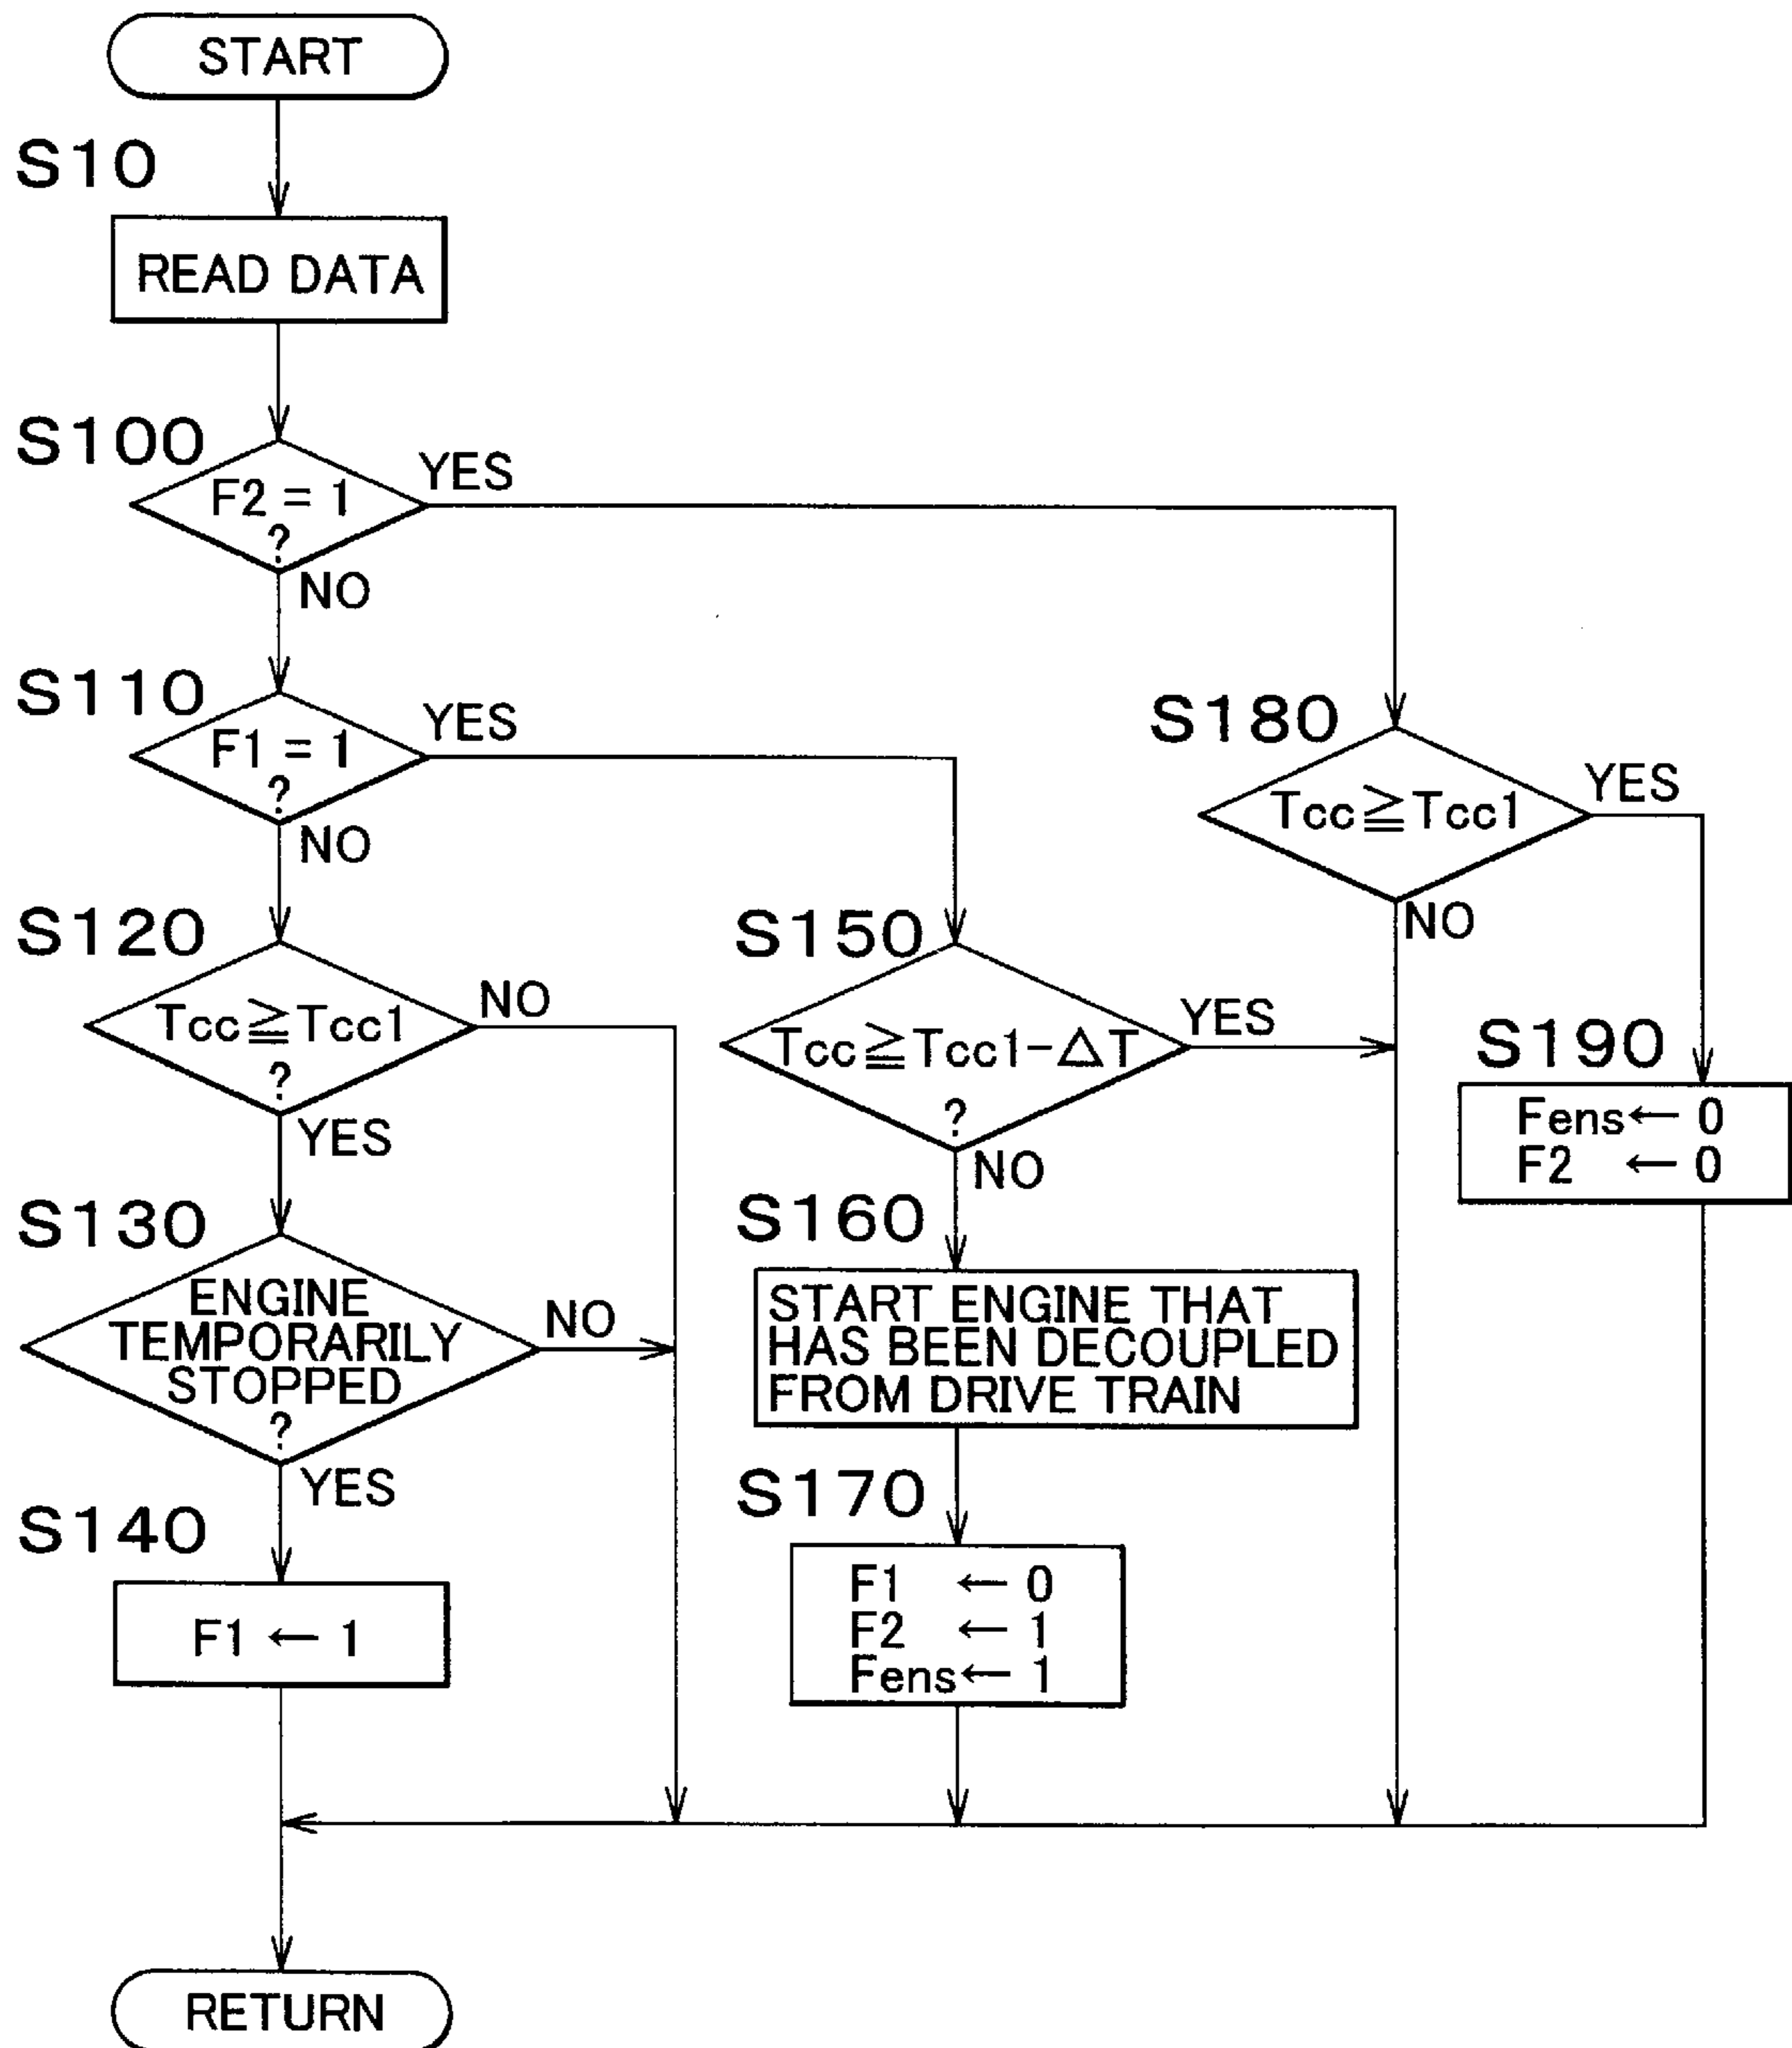 START
S10
READ DATA
S100
F2 = 1
?
YES
NO
S110
F1 = 1
?
YES
NO
S120
Tcc≧Tcc1
?
NO
YES
S130
ENGINE
TEMPORARILY
STOPPED
?
NO
YES
S140
F1 ← 1
S150
Tcc≧Tcc1-△T
?
YES
NO
S160
START ENGINE THAT
HAS BEEN DECOUPLED
FROM DRIVE TRAIN
S170
F1 ← 0
F2 ← 1
Fens← 1
S180
Tcc≧Tcc1
YES
NO
S190
Fens← 0
F2 ← 0
RETURN